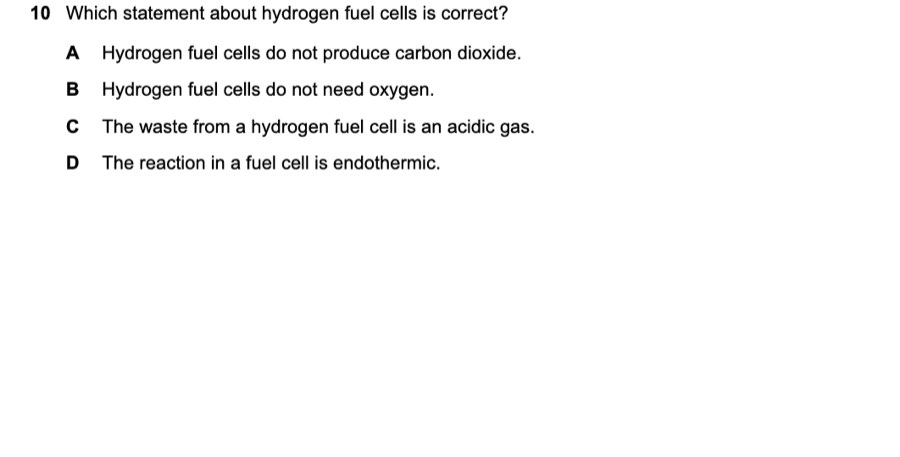 10 Which statement about hydrogen fuel cells is correct?
A Hydrogen fuel cells do not produce carbon dioxide.
B Hydrogen fuel cells do not need oxygen.
C The waste from a hydrogen fuel cell is an acidic gas.
D The reaction in a fuel cell is endothermic.